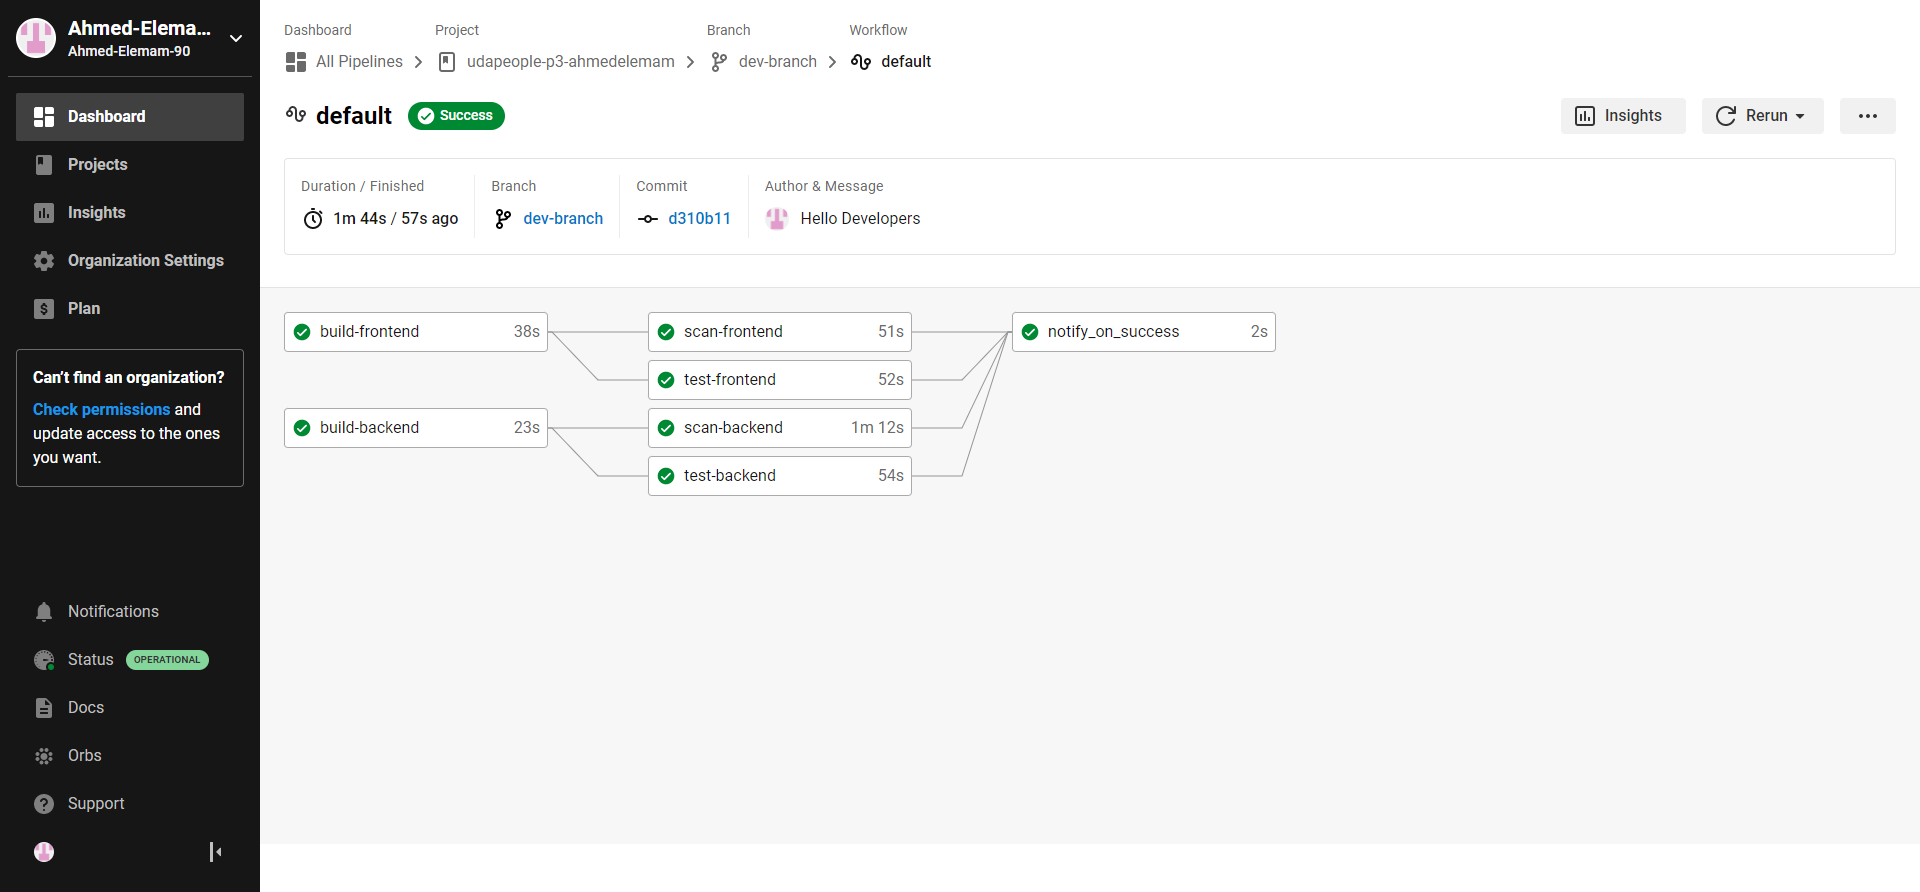 Ahmed-Elema...
Ahmed-Elemam-90
Dashboard
Projects
Insights
Organization Settings
Plan
Can't find an organization?
Check permissions and
update access to the ones
you want.
Notifications
Status OPERATIONAL
Docs
Orbs
Support
Dashboard Project Branch Workflow
All Pipelines udapeople-p3-ahmedelemam dev-branch default
default Success
Insights Rerun
Duration / Finished Branch Commit Author & Message
1m 44s / 57s ago dev-branch d310b11 Hello Developers
build-frontend 38s scan-frontend 51s notify_on_success 2s
test-frontend 52s
build-backend 23s scan-backend 1m 12s
test-backend 54s